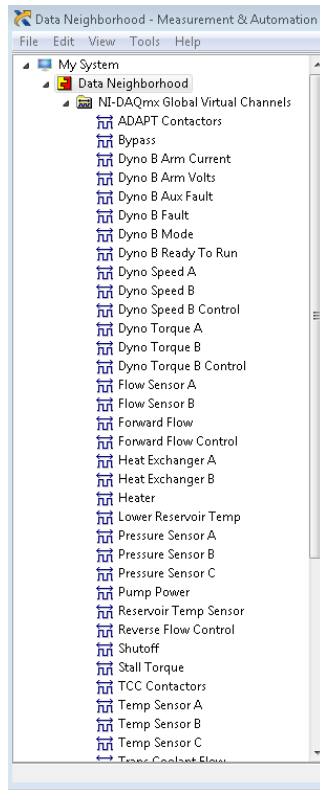 Data Neighborhood - Measurement & Automation
File Edit View Tools Help
My System
Data Neighborhood
NI-DAQmx Global Virtual Channels
ADAPT Contactors
Bypass
Dyno B Arm Current
Dyno B Arm Volts
Dyno B Aux Fault
Dyno B Fault
Dyno B Mode
Dyno B Ready To Run
Dyno Speed A
Dyno Speed B
Dyno Speed B Control
Dyno Torque A
Dyno Torque B
Dyno Torque B Control
Flow Sensor A
Flow Sensor B
Forward Flow
Forward Flow Control
Heat Exchanger A
Heat Exchanger B
Heater
Lower Reservoir Temp
Pressure Sensor A
Pressure Sensor B
Pressure Sensor C
Pump Power
Reservoir Temp Sensor
Reverse Flow Control
Shutoff
Stall Torque
TCC Contactors
Temp Sensor A
Temp Sensor B
Temp Sensor C
Trans Coolant Flow